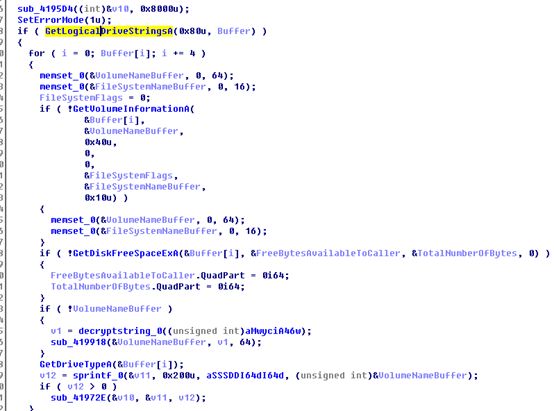 sub_4195D4((int)&v10, 0x8000u);
SetErrorMode(1u);
if ( GetLogicalDriveStringsA(0x80u, Buffer) )
{
for ( i = 0; Buffer[i]; i += 4 )
{
memset_0(&VolumeNameBuffer, 0, 64);
memset_0(&FileSystemNameBuffer, 0, 16);
FileSystemFlags = 0;
if ( !GetVolumeInformationA(
&Buffer[i],
&VolumeNameBuffer,
0x40u,
0,
0,
&FileSystemFlags,
&FileSystemNameBuffer,
0x10u) )
{
memset_0(&VolumeNameBuffer, 0, 64);
memset_0(&FileSystemNameBuffer, 0, 16);
}
if ( !GetDiskFreeSpaceExA(&Buffer[i], &FreeBytesAvailableToCaller, &TotalNumberOfBytes, 0) )
{
FreeBytesAvailableToCaller.QuadPart = 0i64;
TotalNumberOfBytes.QuadPart = 0i64;
}
if ( !VolumeNameBuffer )
{
v1 = decryptstring_0((unsigned int)aMwyciA46w);
sub_419918(&VolumeNameBuffer, v1, 64);
}
GetDriveTypeA(&Buffer[i]);
v12 = sprintf_0(&v11, 0x200u, aSSSDDI64dI64d, (unsigned int)&VolumeNameBuffer);
if ( v12 > 0 )
sub_41972E(&v10, &v11, v12);